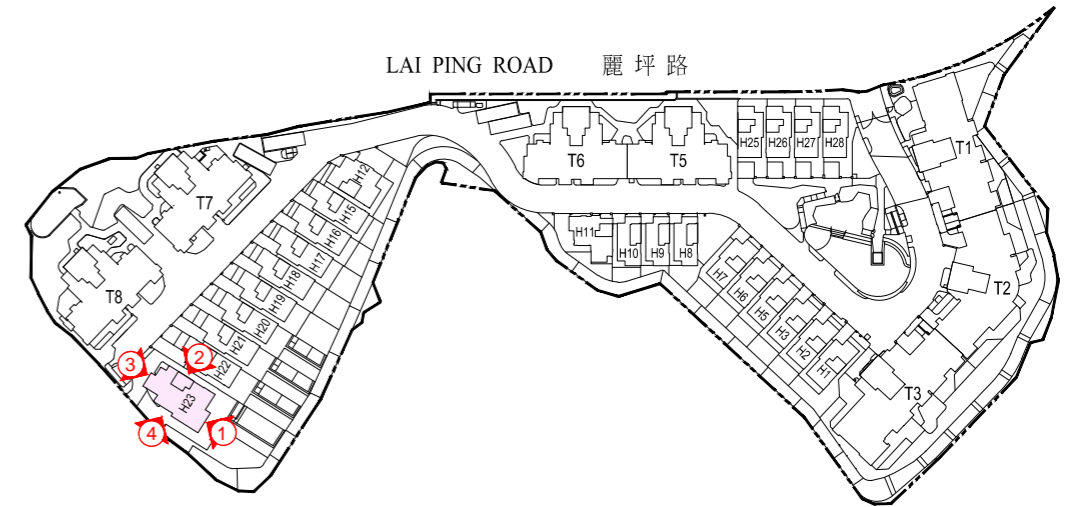 LAI PING ROAD 麗坪路
T1
T6
T5
H25
H26
H27
H28
H12
T7
H15
H16
H11
H10
H9
H8
H17
H18
H7
H6
T2
T8
H19
H5
H20
H3
H21
H2
3
2
H22
H1
H23
T3
4
1